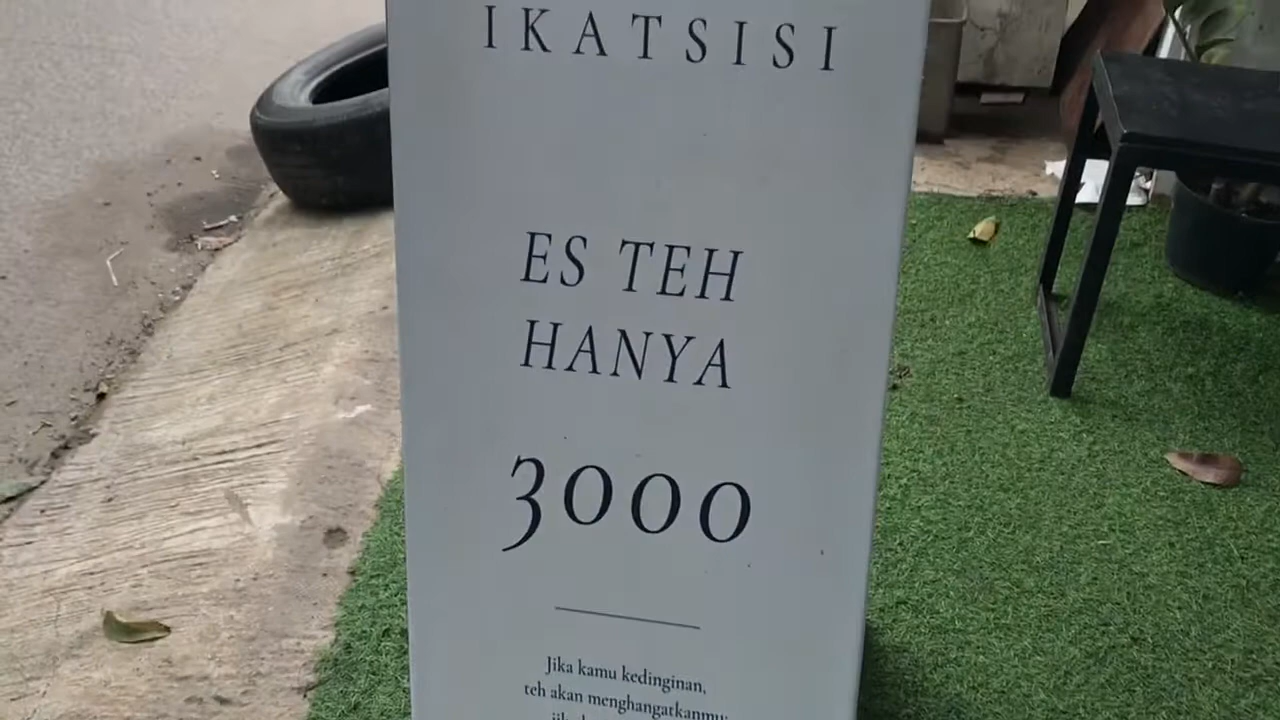 IKATSISI
ES TEH
HANYA
3000
Jika kamu kedinginan,
teh akan menghangatkanmu;